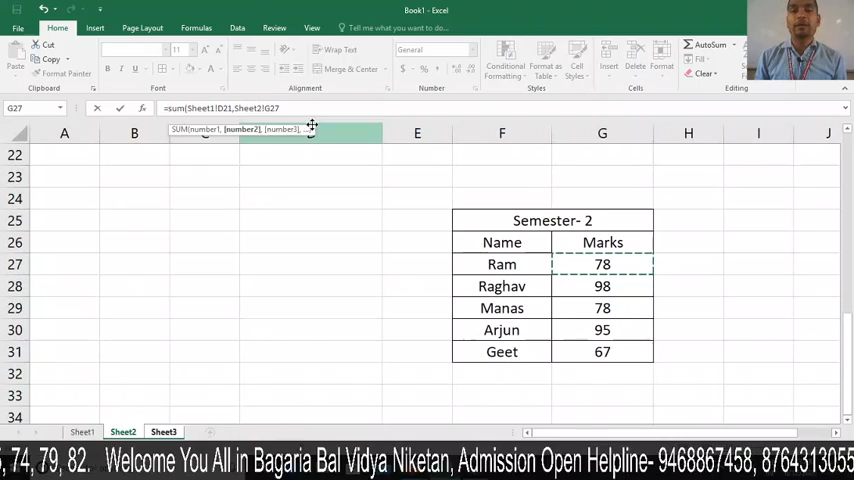 Book1 - Excel
File Home Insert Page Layout Formulas Data Review View Tell me what you want to do...
Cut
Copy
Format Painter
Paste
Clipboard
11
B I U
Font
Wrap Text
Merge & Center
Alignment
General
$ % ,
Number
Conditional Formatting
Format as Table
Cell Styles
Styles
Insert Delete Format
Cells
AutoSum
Fill
Clear
G27 fx =sum(Sheet1!D21,Sheet2!G27
SUM(number1, [number2], [number3], ...
A B E F G H I J
22
23
24
25 Semester- 2
26 Name Marks
27 Ram 78
28 Raghav 98
29 Manas 78
30 Arjun 95
31 Geet 67
32
33
34
Sheet1 Sheet2 Sheet3
, 74, 79, 82. Welcome You All in Bagaria Bal Vidya Niketan, Admission Open Helpline- 9468867458, 8764313055